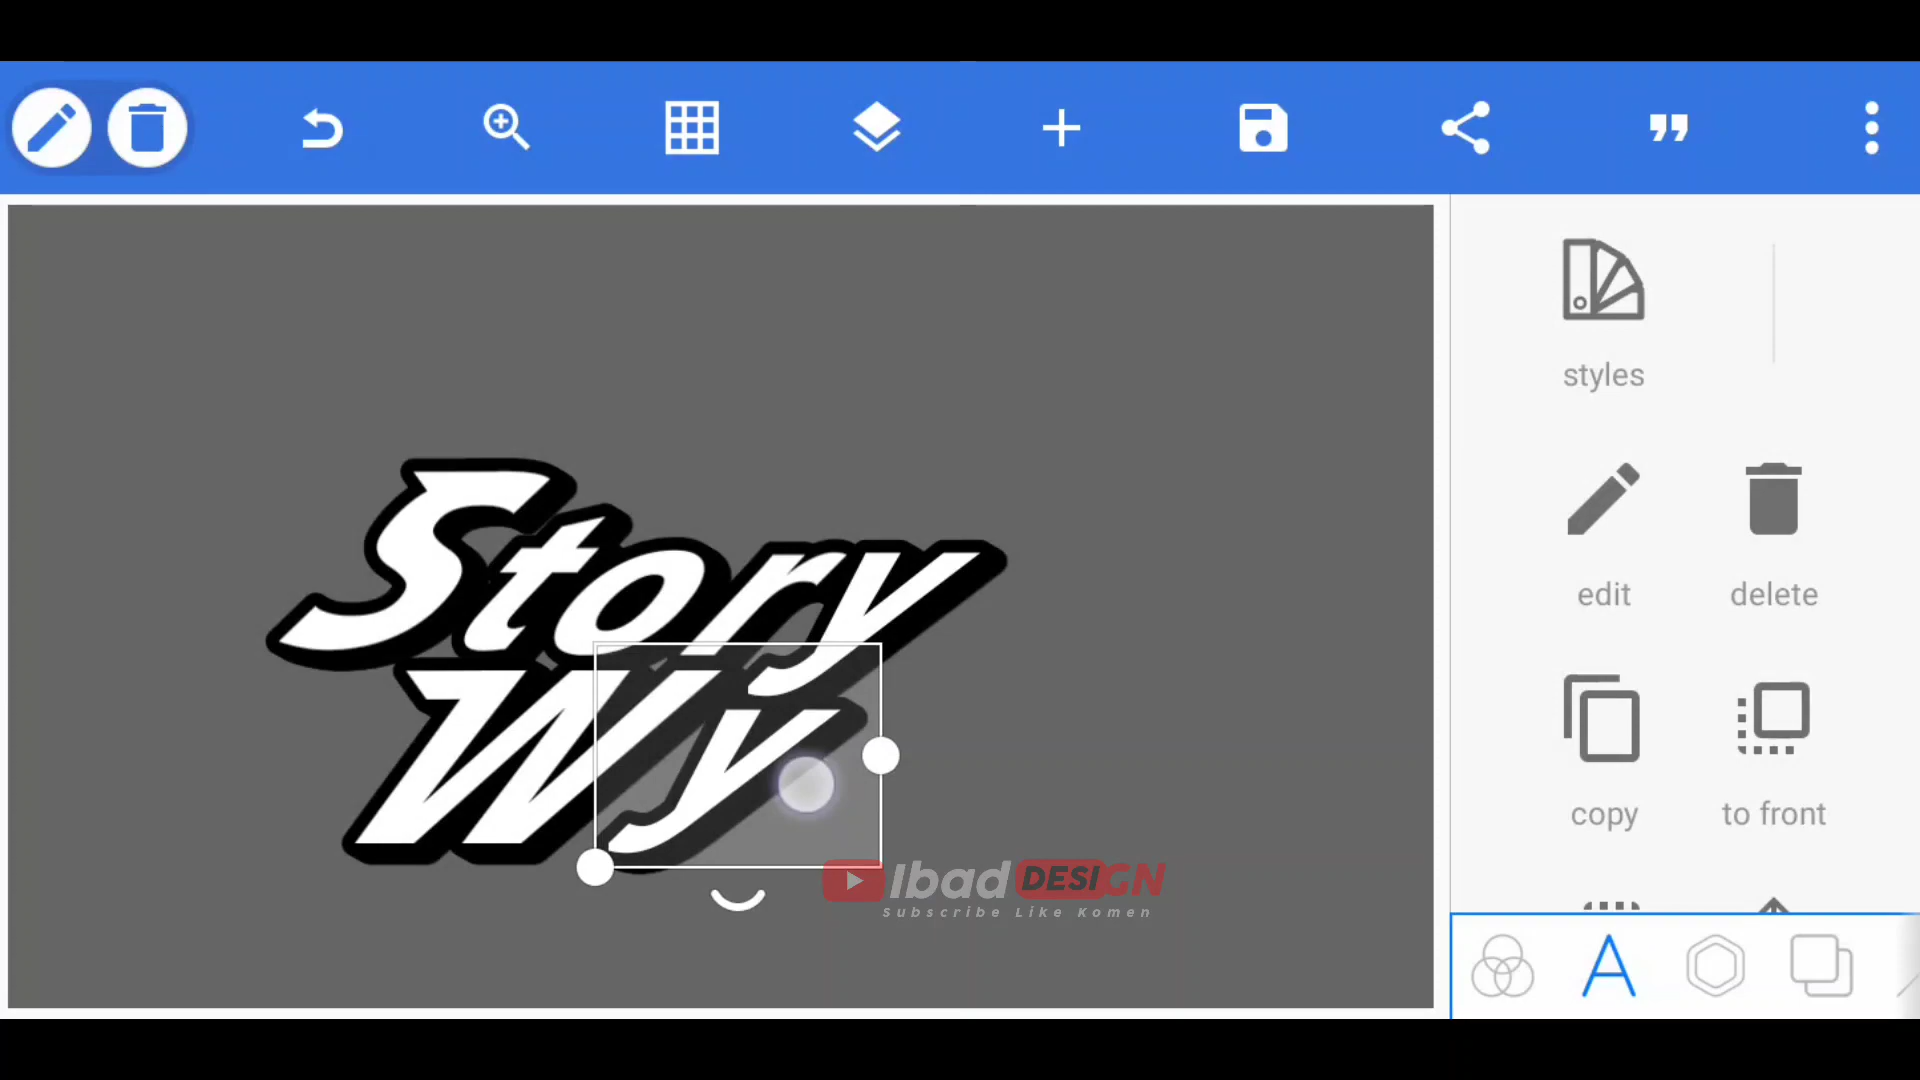 styles
Story
edit
delete
Wy
copy
to front
Ibad DESIGN
Subscribe Like Komen